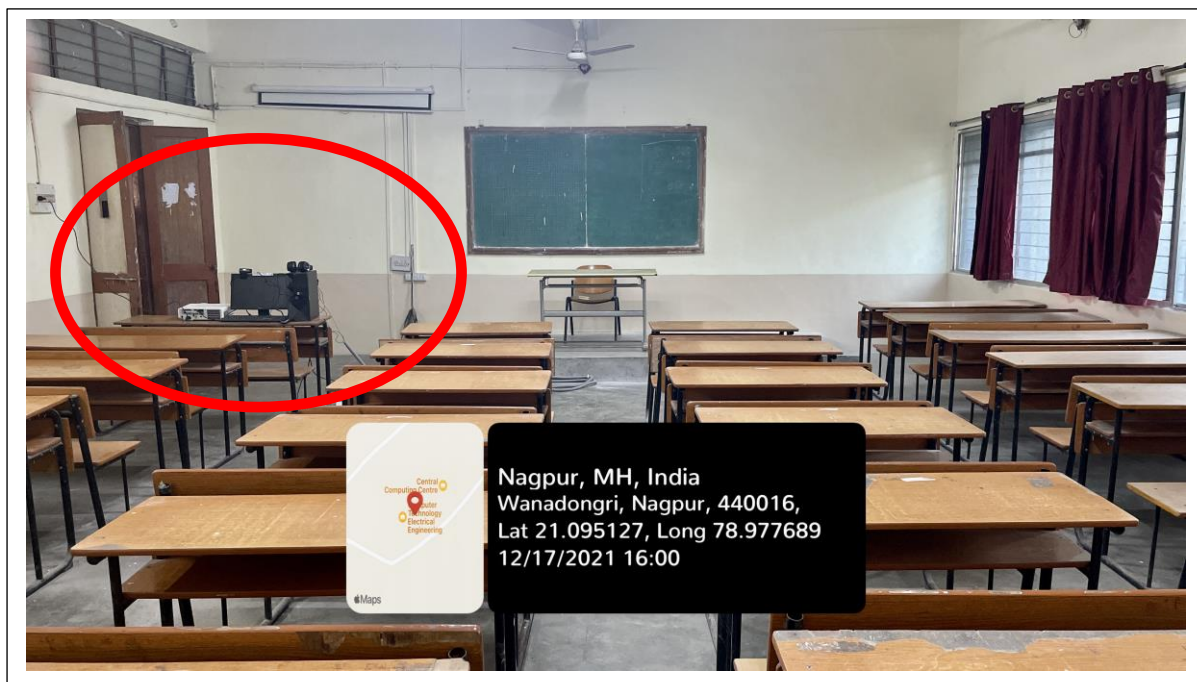 Central
Computing Centre
Computer
Technology
Electrical
Engineering
Maps
Nagpur, MH, India
Wanadongri, Nagpur, 440016,
Lat 21.095127, Long 78.977689
12/17/2021 16:00